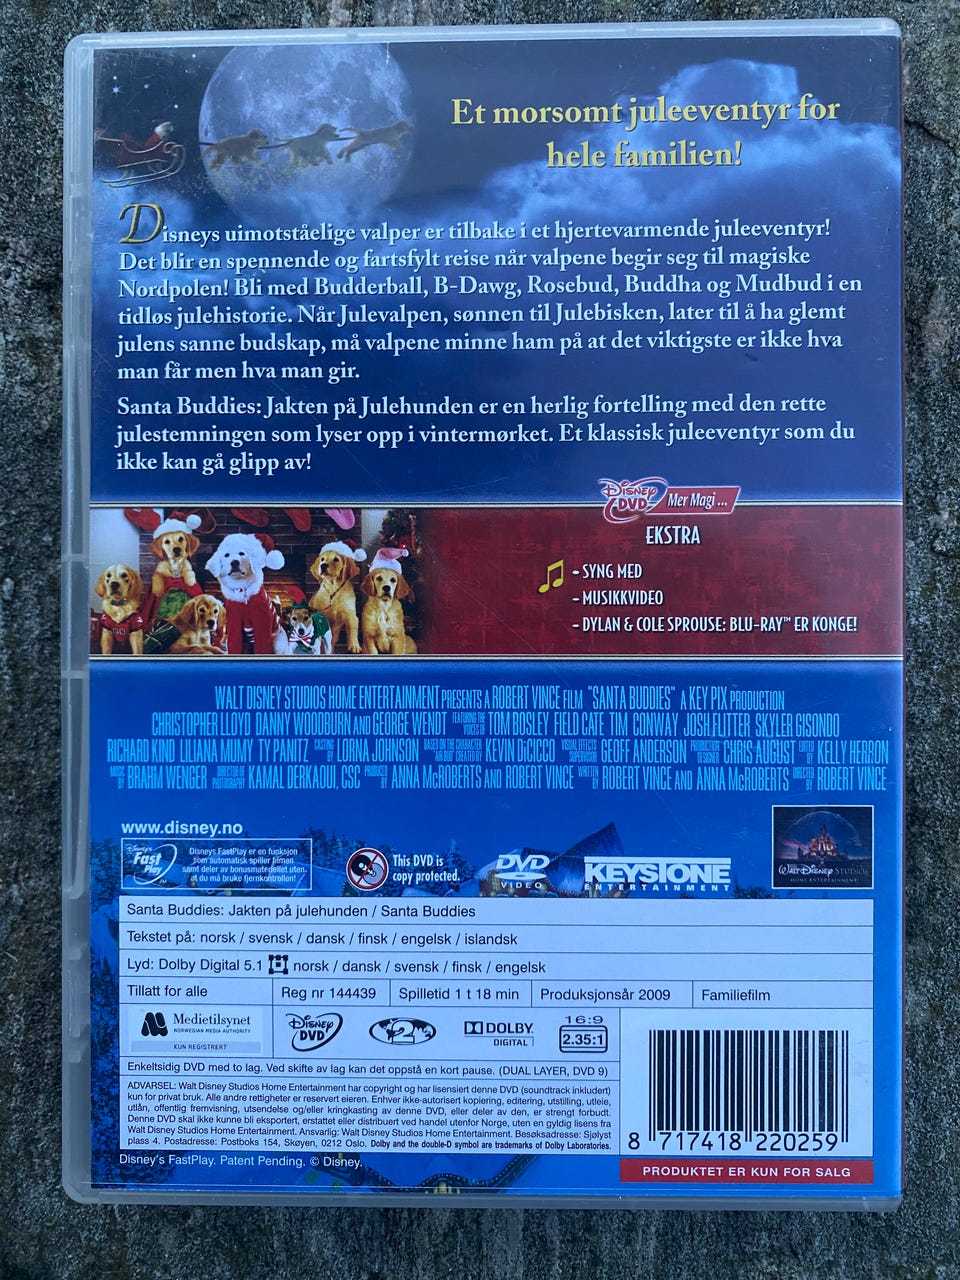 Et morsomt juleeventyr for
hele familien!
Disneys uimotståelige valper er tilbake i et hjertevarmende juleeventyr!
Det blir en spennende og fartsfylt reise når valpene begir seg til magiske
Nordpolen! Bli med Budderball, B-Dawg, Rosebud, Buddha og Mudbud i en
tidløs julehistorie. Når Julevalpen, sønnen til Julebisken, later til å ha glemt
julens sanne budskap, må valpene minne ham på at det viktigste er ikke hva
man får men hva man gir.
Santa Buddies: Jakten på Julehunden er en herlig fortelling med den rette
julestemningen som lyser opp i vintermørket. Et klassisk juleeventyr som du
ikke kan gå glipp av!
Disney DVD Mer Magi ...
EKSTRA
- SYNG MED
- MUSIKKVIDEO
- DYLAN & COLE SPROUSE: BLU-RAY™ ER KONGE!
WALT DISNEY STUDIOS HOME ENTERTAINMENT PRESENTS A ROBERT VINCE FILM "SANTA BUDDIES" A KEY PIX PRODUCTION
CHRISTOPHER LLOYD DANNY WOODBURN AND GEORGE WENDT FEATURING THE VOICES OF TOM BOSLEY FIELD CATE TIM CONWAY JOSH FLITTER SKYLER GISONDO
RICHARD KIND LILIANA MUMY TY PANITZ CASTING BY LORNA JOHNSON BASED ON THE CHARACTER AIR BUD CREATED BY KEVIN DiCICCO VISUAL EFFECTS SUPERVISOR GEOFF ANDERSON PRODUCTION DESIGNER CHRIS AUGUST EDITED BY KELLY HERRON
MUSIC BY BRAHM WENGER DIRECTOR OF PHOTOGRAPHY KAMAL DERKAOUI, CSC PRODUCED BY ANNA McROBERTS AND ROBERT VINCE WRITTEN BY ROBERT VINCE AND ANNA McROBERTS DIRECTED BY ROBERT VINCE
www.disney.no
Disney's Fast Play™
Disneys FastPlay er en funksjon
som automatisk spiller filmen
samt deler av bonusmaterialet uten
at du må bruke fjernkontrollen!
This DVD is
copy protected.
DVD
VIDEO
KEYSTONE
ENTERTAINMENT
WALT DISNEY STUDIOS
HOME ENTERTAINMENT
Santa Buddies: Jakten på julehunden / Santa Buddies
Tekstet på: norsk / svensk / dansk / finsk / engelsk / islandsk
Lyd: Dolby Digital 5.1 norsk / dansk / svensk / finsk / engelsk
Tillatt for alle
Reg nr 144439
Spilletid 1 t 18 min
Produksjonsår 2009
Familiefilm
Medietilsynet
NORWEGIAN MEDIA AUTHORITY
KUN REGISTRERT
Disney DVD
2
DOLBY
DIGITAL
16:9
2.35:1
Enkeltsidig DVD med to lag. Ved skifte av lag kan det oppstå en kort pause. (DUAL LAYER, DVD 9)
ADVARSEL: Walt Disney Studios Home Entertainment har copyright og har lisensiert denne DVD (soundtrack inkludert)
kun for privat bruk. Alle andre rettigheter er reservert eieren. Enhver ikke-autorisert kopiering, editering, utstilling, utleie,
utlån, offentlig fremvisning, utsendelse og/eller kringkasting av denne DVD, eller deler av den, er strengt forbudt.
Denne DVD skal ikke kunne bli eksportert, erstattet eller distribuert ved handel utenfor Norge, uten en gyldig lisens fra
Walt Disney Studios Home Entertainment. Ansvarlig: Walt Disney Studios Home Entertainment. Besøksadresse: Sjølyst
plass 4. Postadresse: Postboks 154, Skøyen, 0212 Oslo. Dolby and the double-D symbol are trademarks of Dolby Laboratories.
8 717418 220259
PRODUKTET ER KUN FOR SALG
Disney's FastPlay. Patent Pending. © Disney.